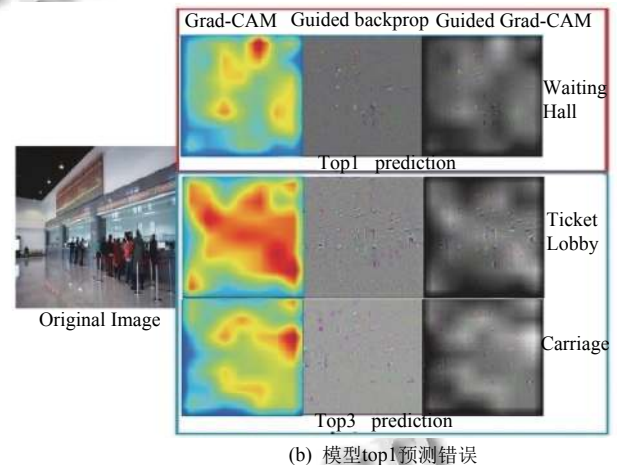 Grad-CAM Guided backprop Guided Grad-CAM
Waiting
Hall
Top1 prediction
Ticket
Lobby
Original Image
Carriage
Top3 prediction
(b) 模型top1预测错误